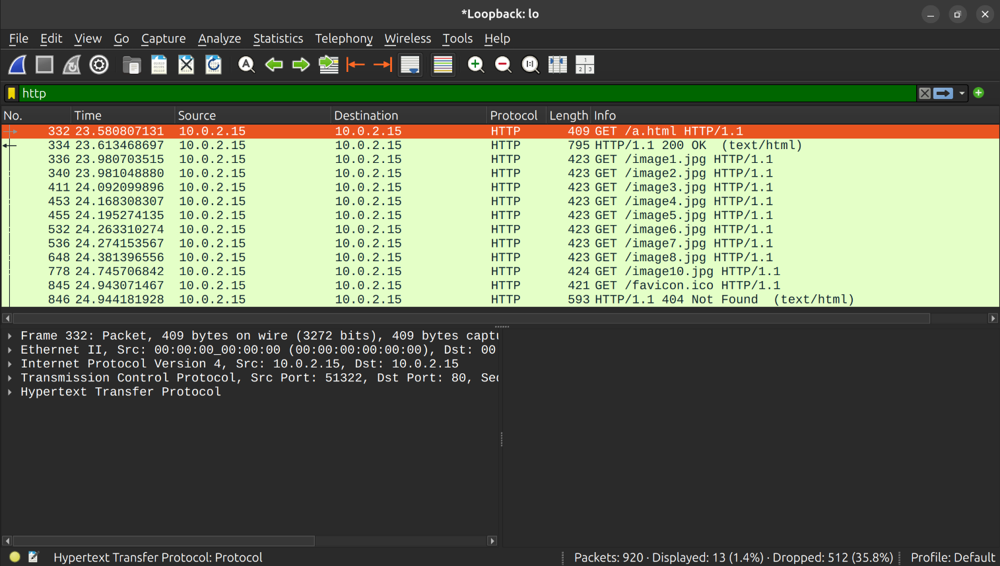 *Loopback: lo
File Edit View Go Capture Analyze Statistics Telephony Wireless Tools Help
http
No. Time Source Destination Protocol Length Info
332 23.580807131 10.0.2.15 10.0.2.15 HTTP 409 GET /a.html HTTP/1.1
334 23.613468697 10.0.2.15 10.0.2.15 HTTP 795 HTTP/1.1 200 OK (text/html)
336 23.980703515 10.0.2.15 10.0.2.15 HTTP 423 GET /image1.jpg HTTP/1.1
340 23.981048880 10.0.2.15 10.0.2.15 HTTP 423 GET /image2.jpg HTTP/1.1
411 24.092099896 10.0.2.15 10.0.2.15 HTTP 423 GET /image3.jpg HTTP/1.1
453 24.168308307 10.0.2.15 10.0.2.15 HTTP 423 GET /image4.jpg HTTP/1.1
455 24.195274135 10.0.2.15 10.0.2.15 HTTP 423 GET /image5.jpg HTTP/1.1
532 24.263310274 10.0.2.15 10.0.2.15 HTTP 423 GET /image6.jpg HTTP/1.1
536 24.274153567 10.0.2.15 10.0.2.15 HTTP 423 GET /image7.jpg HTTP/1.1
648 24.381396556 10.0.2.15 10.0.2.15 HTTP 423 GET /image8.jpg HTTP/1.1
778 24.745706842 10.0.2.15 10.0.2.15 HTTP 424 GET /image10.jpg HTTP/1.1
845 24.943071467 10.0.2.15 10.0.2.15 HTTP 421 GET /favicon.ico HTTP/1.1
846 24.944181928 10.0.2.15 10.0.2.15 HTTP 593 HTTP/1.1 404 Not Found (text/html)
Frame 332: Packet, 409 bytes on wire (3272 bits), 409 bytes captu
Ethernet II, Src: 00:00:00_00:00:00 (00:00:00:00:00:00), Dst: 00
Internet Protocol Version 4, Src: 10.0.2.15, Dst: 10.0.2.15
Transmission Control Protocol, Src Port: 51322, Dst Port: 80, Seq
Hypertext Transfer Protocol
Hypertext Transfer Protocol: Protocol Packets: 920 · Displayed: 13 (1.4%) · Dropped: 512 (35.8%) Profile: Default